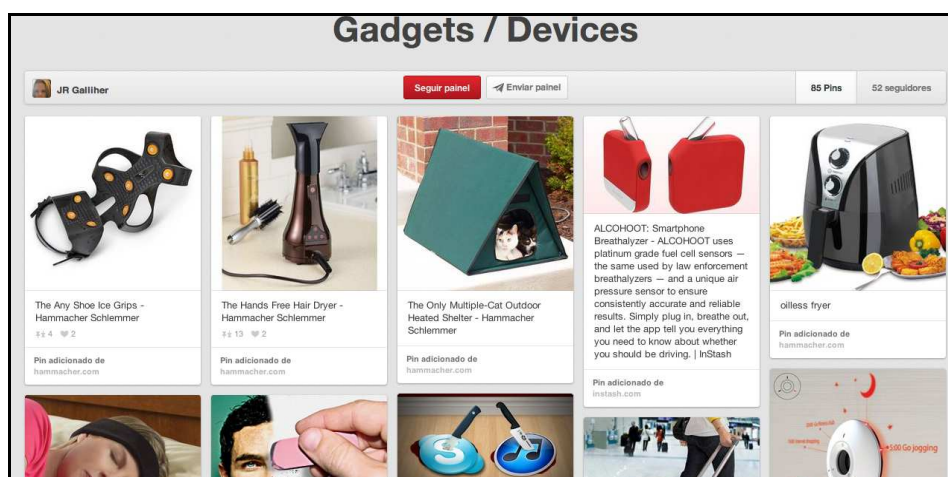 Gadgets / Devices
JR Galliher
Seguir painel
Enviar painel
85 Pins
52 seguidores
The Any Shoe Ice Grips -
Hammacher Schlemmer
4
2
Pin adicionado de
hammacher.com
The Hands Free Hair Dryer -
Hammacher Schlemmer
13
2
Pin adicionado de
hammacher.com
The Only Multiple-Cat Outdoor
Heated Shelter - Hammacher
Schlemmer
Pin adicionado de
hammacher.com
ALCOHOOT: Smartphone
Breathalyzer - ALCOHOOT uses
platinum grade fuel cell sensors —
the same used by law enforcement
breathalyzers — and a unique air
pressure sensor to ensure
consistently accurate and reliable
results. Simply plug in, breathe out,
and let the app tell you everything
you need to know about whether
you should be driving. | InStash
Pin adicionado de
instash.com
oilless fryer
Pin adicionado de
hammacher.com
5:00 Go jogging